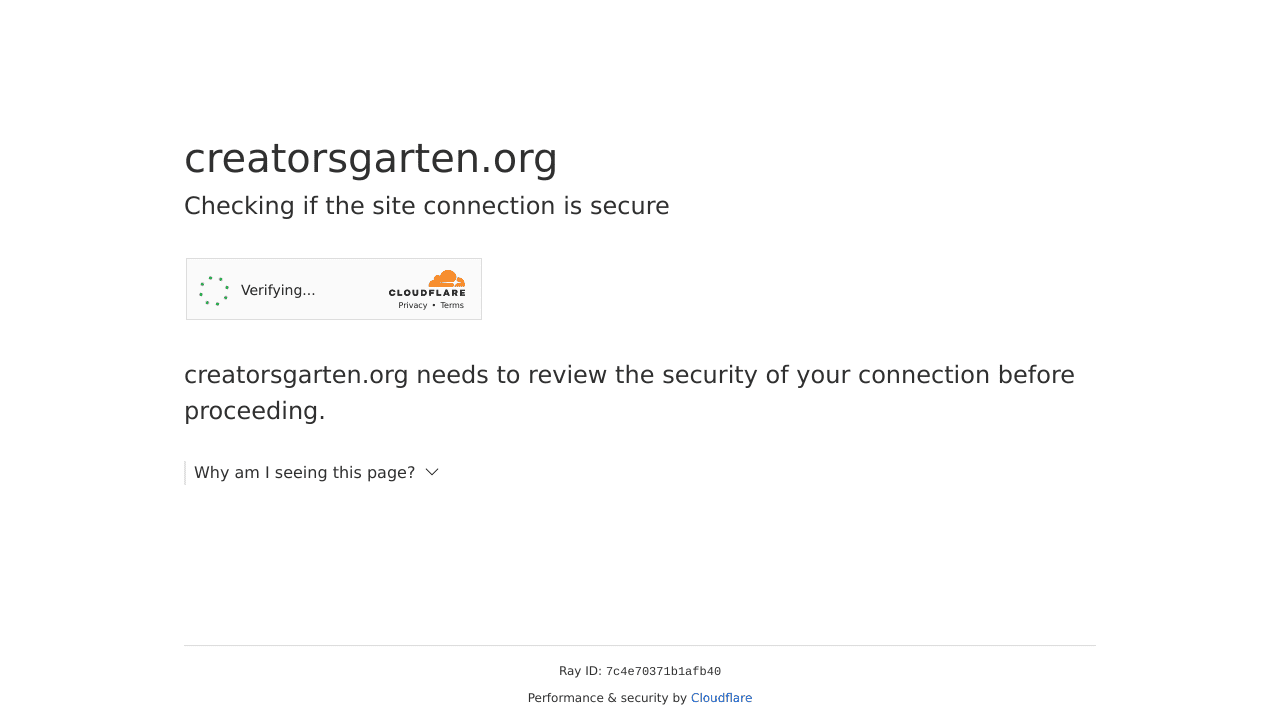 creatorsgarten.org
Checking if the site connection is secure
Verifying...
CLOUDFLARE
Privacy • Terms
creatorsgarten.org needs to review the security of your connection before
proceeding.
Why am I seeing this page?
Ray ID: 7c4e70371b1afb40
Performance & security by Cloudflare